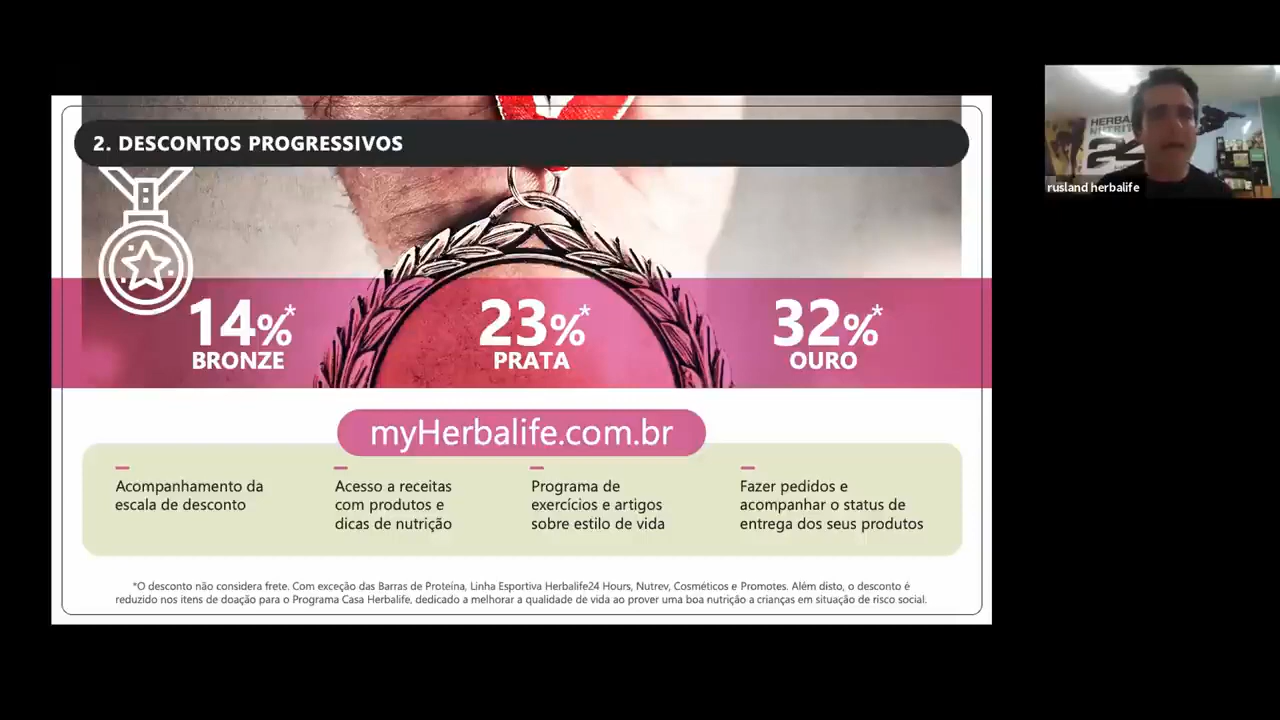 2. DESCONTOS PROGRESSIVOS
14%*
BRONZE
23%*
PRATA
32%*
OURO
myHerbalife.com.br
Acompanhamento da
escala de desconto
Acesso a receitas
com produtos e
dicas de nutrição
Programa de
exercícios e artigos
sobre estilo de vida
Fazer pedidos e
acompanhar o status de
entrega dos seus produtos
*O desconto não considera frete. Com exceção das Barras de Proteína, Linha Esportiva Herbalife24 Hours, Nutrev, Cosméticos e Promotes. Além disto, o desconto é
reduzido nos itens de doação para o Programa Casa Herbalife, dedicado a melhorar a qualidade de vida ao prover uma boa nutrição a crianças em situação de risco social.
24
rusland herbalife